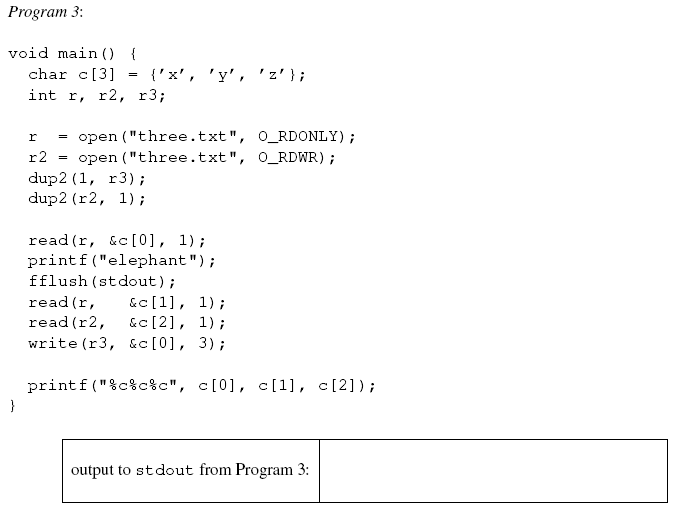 Program 3:
void main() {
  char c[3] = {'x', 'y', 'z'};
  int r, r2, r3;
  r  = open("three.txt", O_RDONLY);
  r2 = open("three.txt", O_RDWR);
  dup2(1, r3);
  dup2(r2, 1);
  read(r, &c[0], 1);
  printf("elephant");
  fflush(stdout);
  read(r,  &c[1], 1);
  read(r2, &c[2], 1);
  write(r3, &c[0], 3);
  printf("%c%c%c", c[0], c[1], c[2]);
}
output to stdout from Program 3: